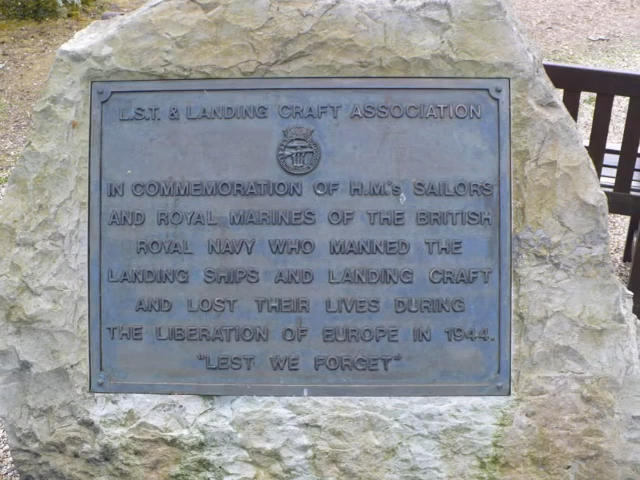 L.S.T. & LANDING CRAFT ASSOCIATION
IN COMMEMORATION OF H.M.'s SAILORS
AND ROYAL MARINES OF THE BRITISH
ROYAL NAVY WHO MANNED THE
LANDING SHIPS AND LANDING CRAFT
AND LOST THEIR LIVES DURING
THE LIBERATION OF EUROPE IN 1944.
"LEST WE FORGET"